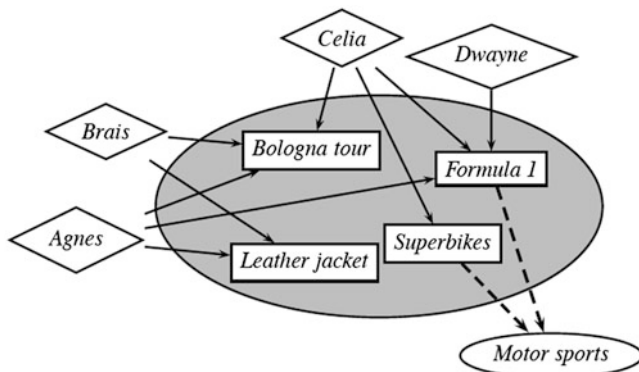 Celia
Dwayne
Brais
Bologna tour
Formula 1
Agnes
Leather jacket
Superbikes
Motor sports